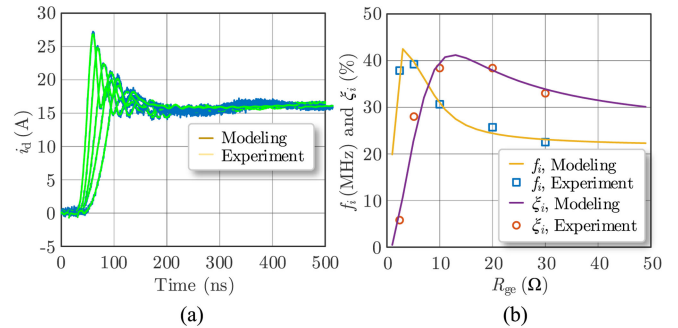 30
25
20
15
10
5
0
-5
i_d (A)
Modeling
Experiment
0 100 200 300 400 500
Time (ns)
(a)
50
40
30
20
10
0
f_i (MHz) and ξ_i (%)
f_i, Modeling
f_i, Experiment
ξ_i, Modeling
ξ_i, Experiment
0 10 20 30 40 50
R_ge (Ω)
(b)